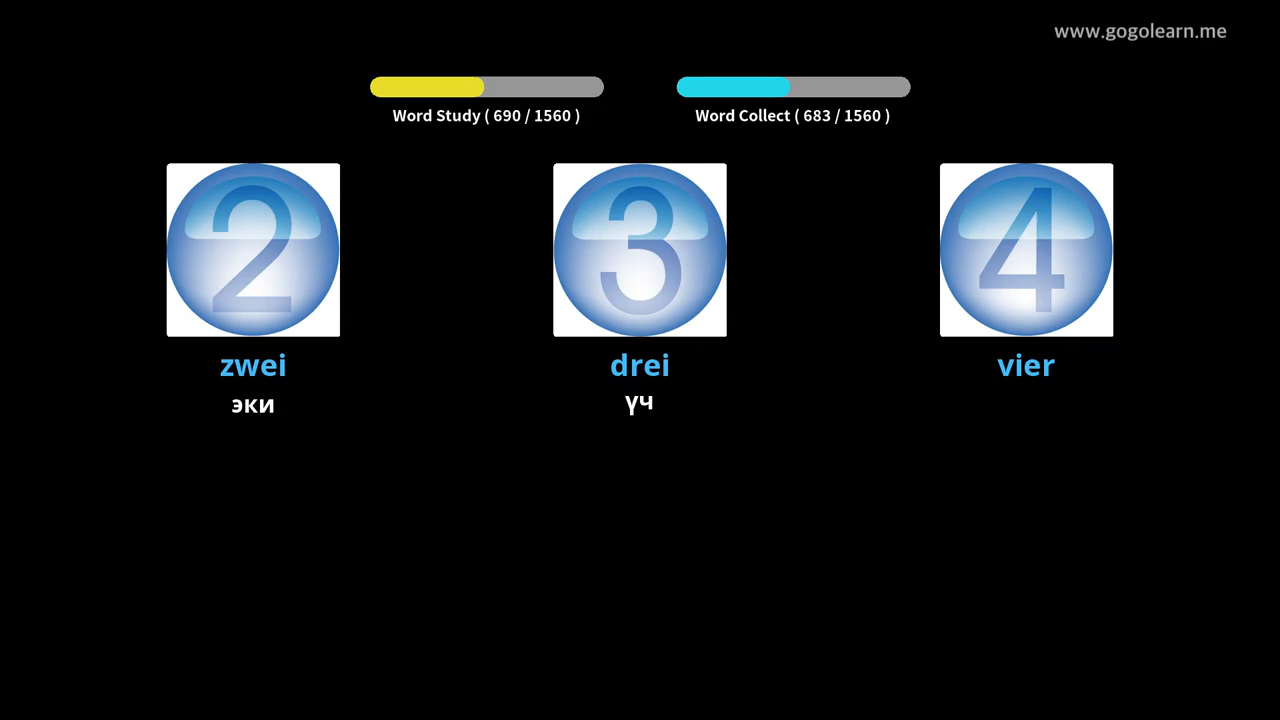 www.gogolearn.me
Word Study ( 690 / 1560 )
Word Collect ( 683 / 1560 )
2
3
4
zwei
drei
vier
эки
үч